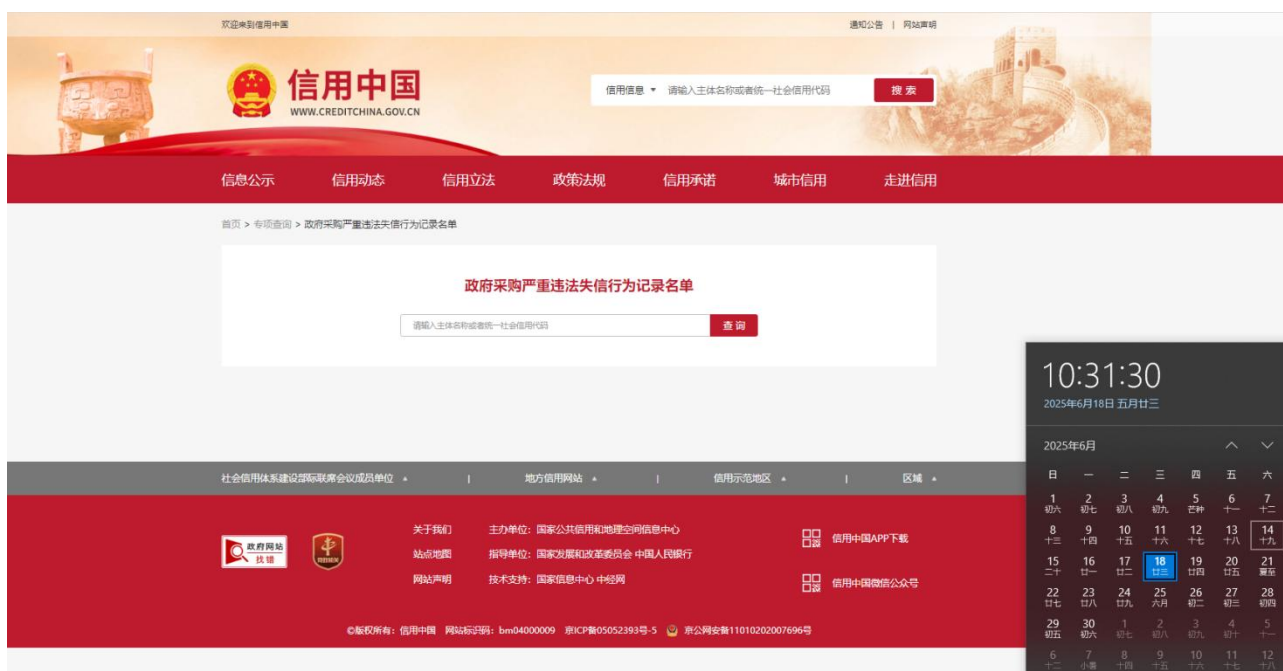 欢迎来到信用中国
通知公告 | 网站声明
信用中国
WWW.CREDITCHINA.GOV.CN
信用信息 请输入主体名称或者统一社会信用代码 搜索
信息公示 信用动态 信用立法 政策法规 信用承诺 城市信用 走进信用
首页 > 专项查询 > 政府采购严重违法失信行为记录名单
政府采购严重违法失信行为记录名单
请输入主体名称或者统一社会信用代码 查询
社会信用体系建设部际联席会议成员单位 | 地方信用网站 | 信用示范地区 | 区域
政府网站
找错
关于我们 主办单位：国家公共信用和地理空间信息中心
站点地图 指导单位：国家发展和改革委员会 中国人民银行
网站声明 技术支持：国家信息中心 中经网
信用中国APP下载
信用中国微信公众号
©版权所有：信用中国 网站标识码：bm04000009 京ICP备05052393号-5 京公网安备11010202007696号
10:31:30
2025年6月18日 五月廿三
2025年6月
日 一 二 三 四 五 六
1 2 3 4 5 6 7
初六 初七 初八 初九 芒种 十一 十二
8 9 10 11 12 13 14
十三 十四 十五 十六 十七 十八 十九
15 16 17 18 19 20 21
二十 廿一 廿二 廿三 廿四 廿五 夏至
22 23 24 25 26 27 28
廿七 廿八 廿九 六月 初二 初三 初四
29 30 1 2 3 4 5
初五 初六 初七 初八 初九 初十 十一
6 7 8 9 10 11 12
十二 小暑 十四 十五 十六 十七 十八